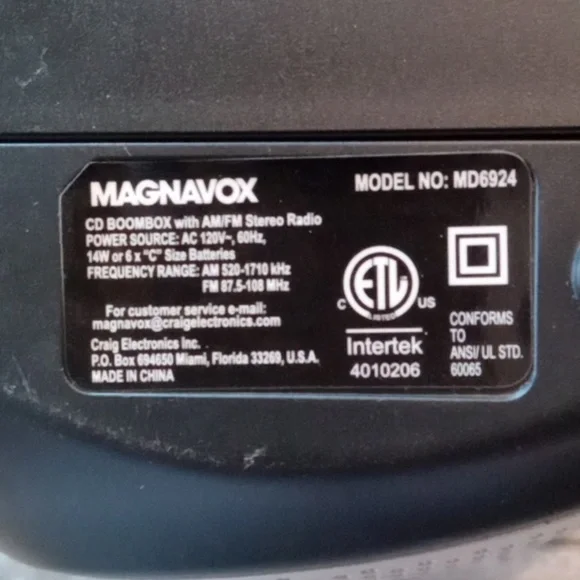 MAGNAVOX
MODEL NO: MD6924
CD BOOMBOX with AM/FM Stereo Radio
POWER SOURCE: AC 120V~, 60Hz,
14W or 6 x "C" Size Batteries
FREQUENCY RANGE: AM 520-1710 kHz
FM 87.5-108 MHz
For customer service e-mail:
magnavox@craigelectronics.com
Craig Electronics Inc.
P.O. Box 694650 Miami, Florida 33269, U.S.A.
MADE IN CHINA
ETL
C US
LISTED
Intertek
4010206
CONFORMS
TO
ANSI/ UL STD.
60065